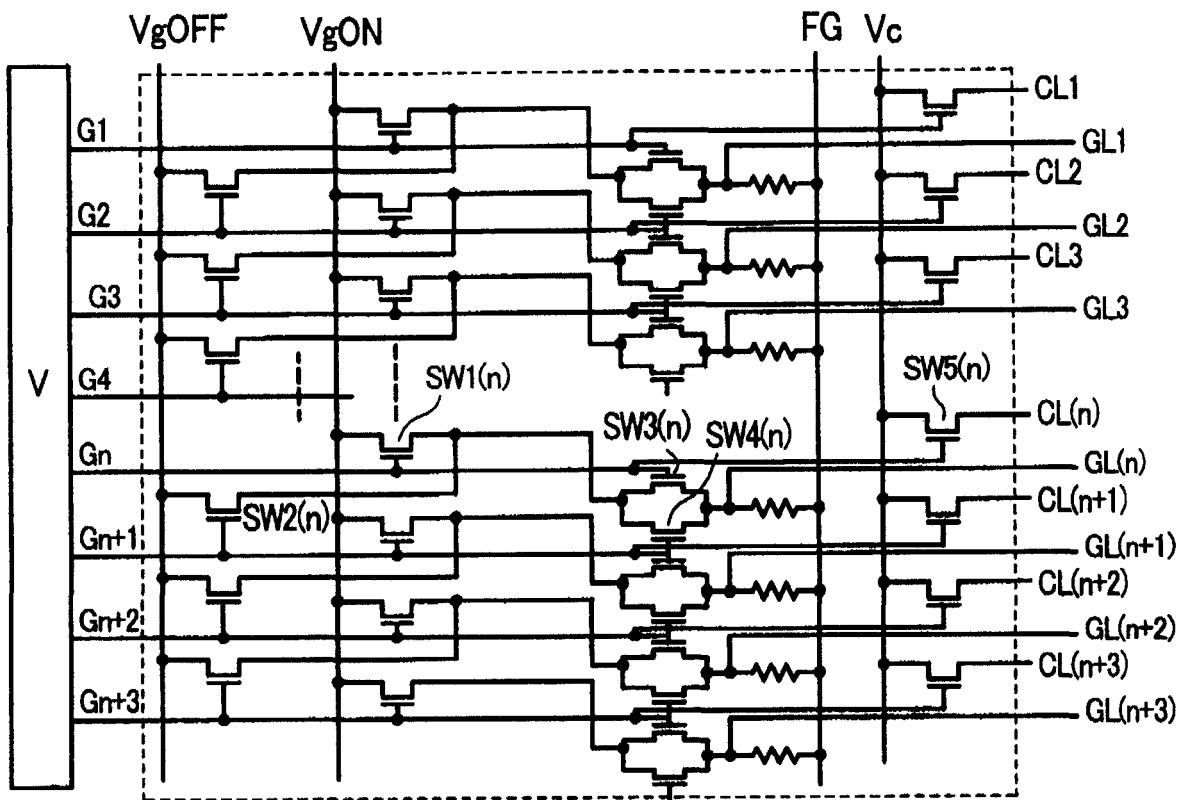 VgOFF VgON FG Vc
CL1
G1
GL1
CL2
G2
GL2
CL3
G3
GL3
V
G4
SW1(n)
SW5(n)
CL(n)
SW3(n)
SW4(n)
Gn
GL(n)
CL(n+1)
SW2(n)
Gn+1
GL(n+1)
CL(n+2)
Gn+2
GL(n+2)
CL(n+3)
Gn+3
GL(n+3)